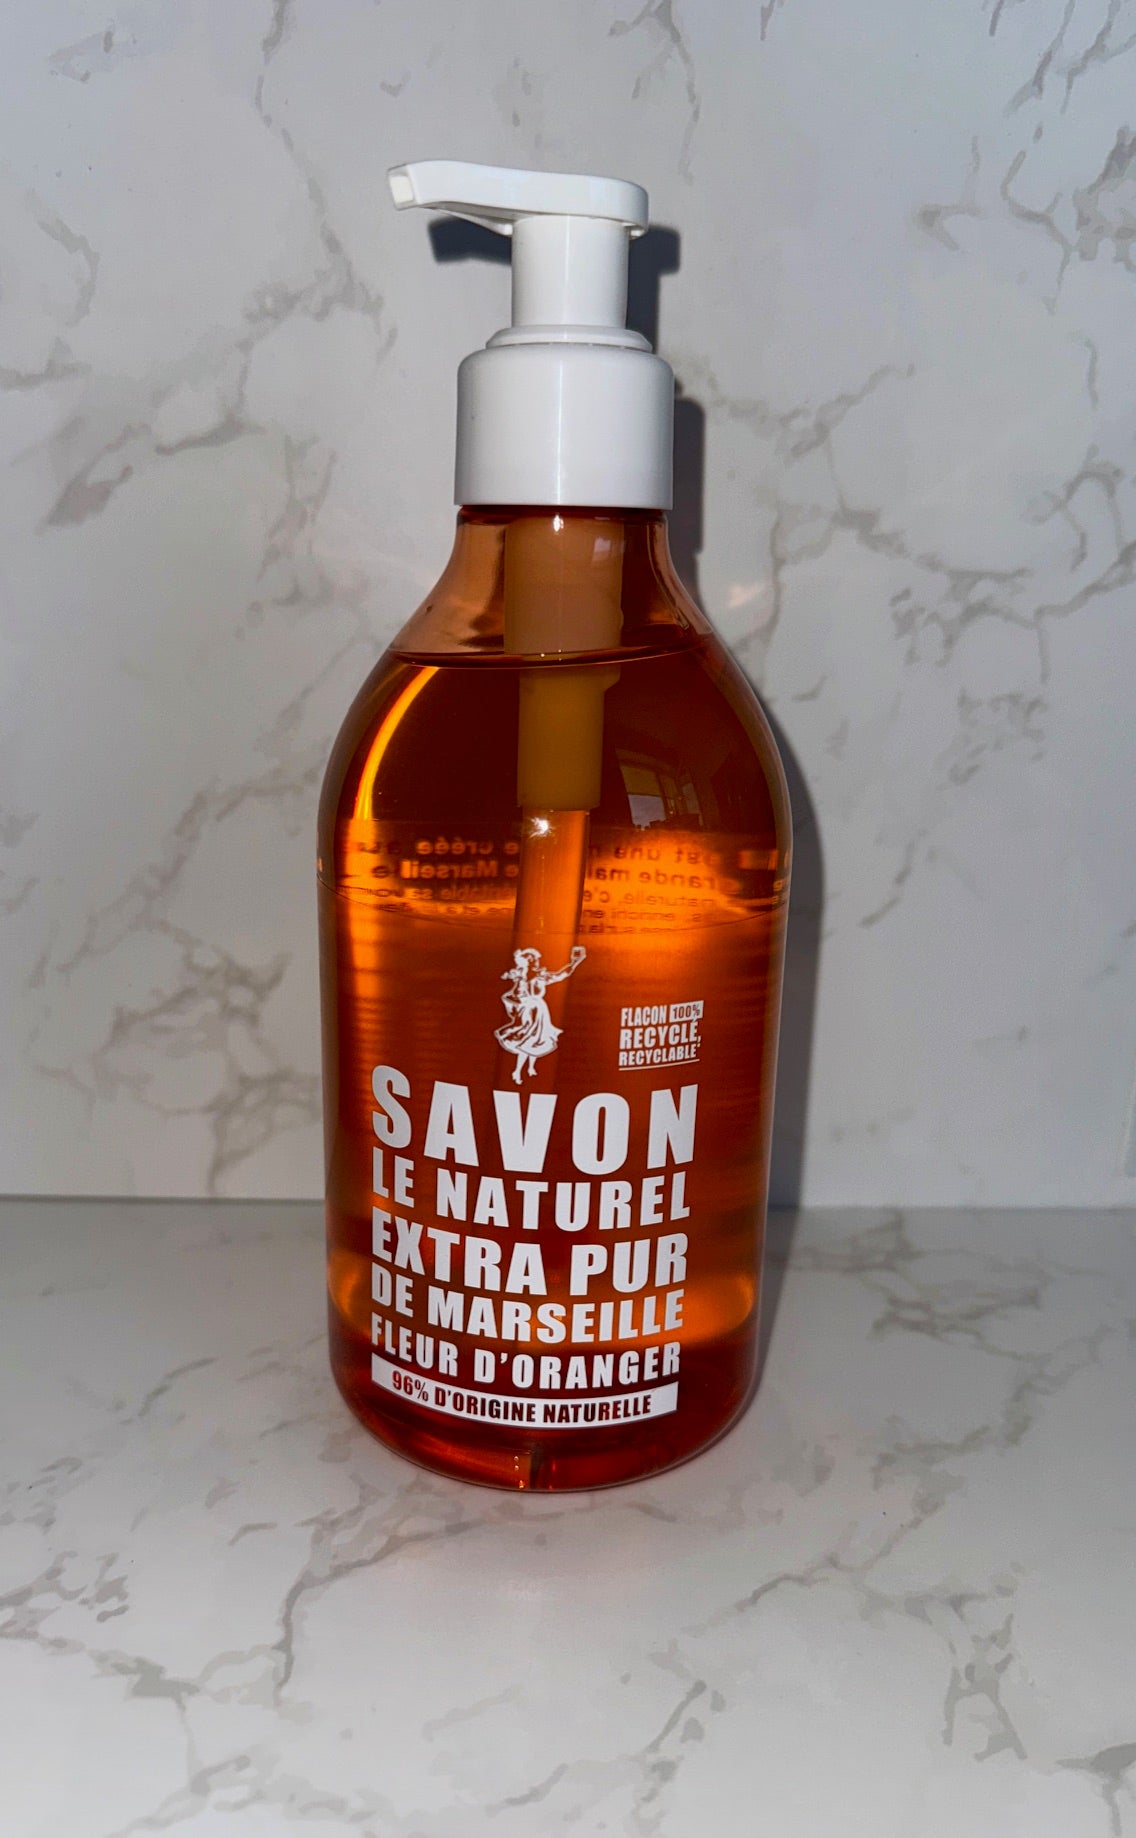 FLACON 100%
RECYCLÉ,
RECYCLABLE*
SAVON
LE NATUREL
EXTRA PUR
DE MARSEILLE
FLEUR D'ORANGER
96% D'ORIGINE NATURELLE